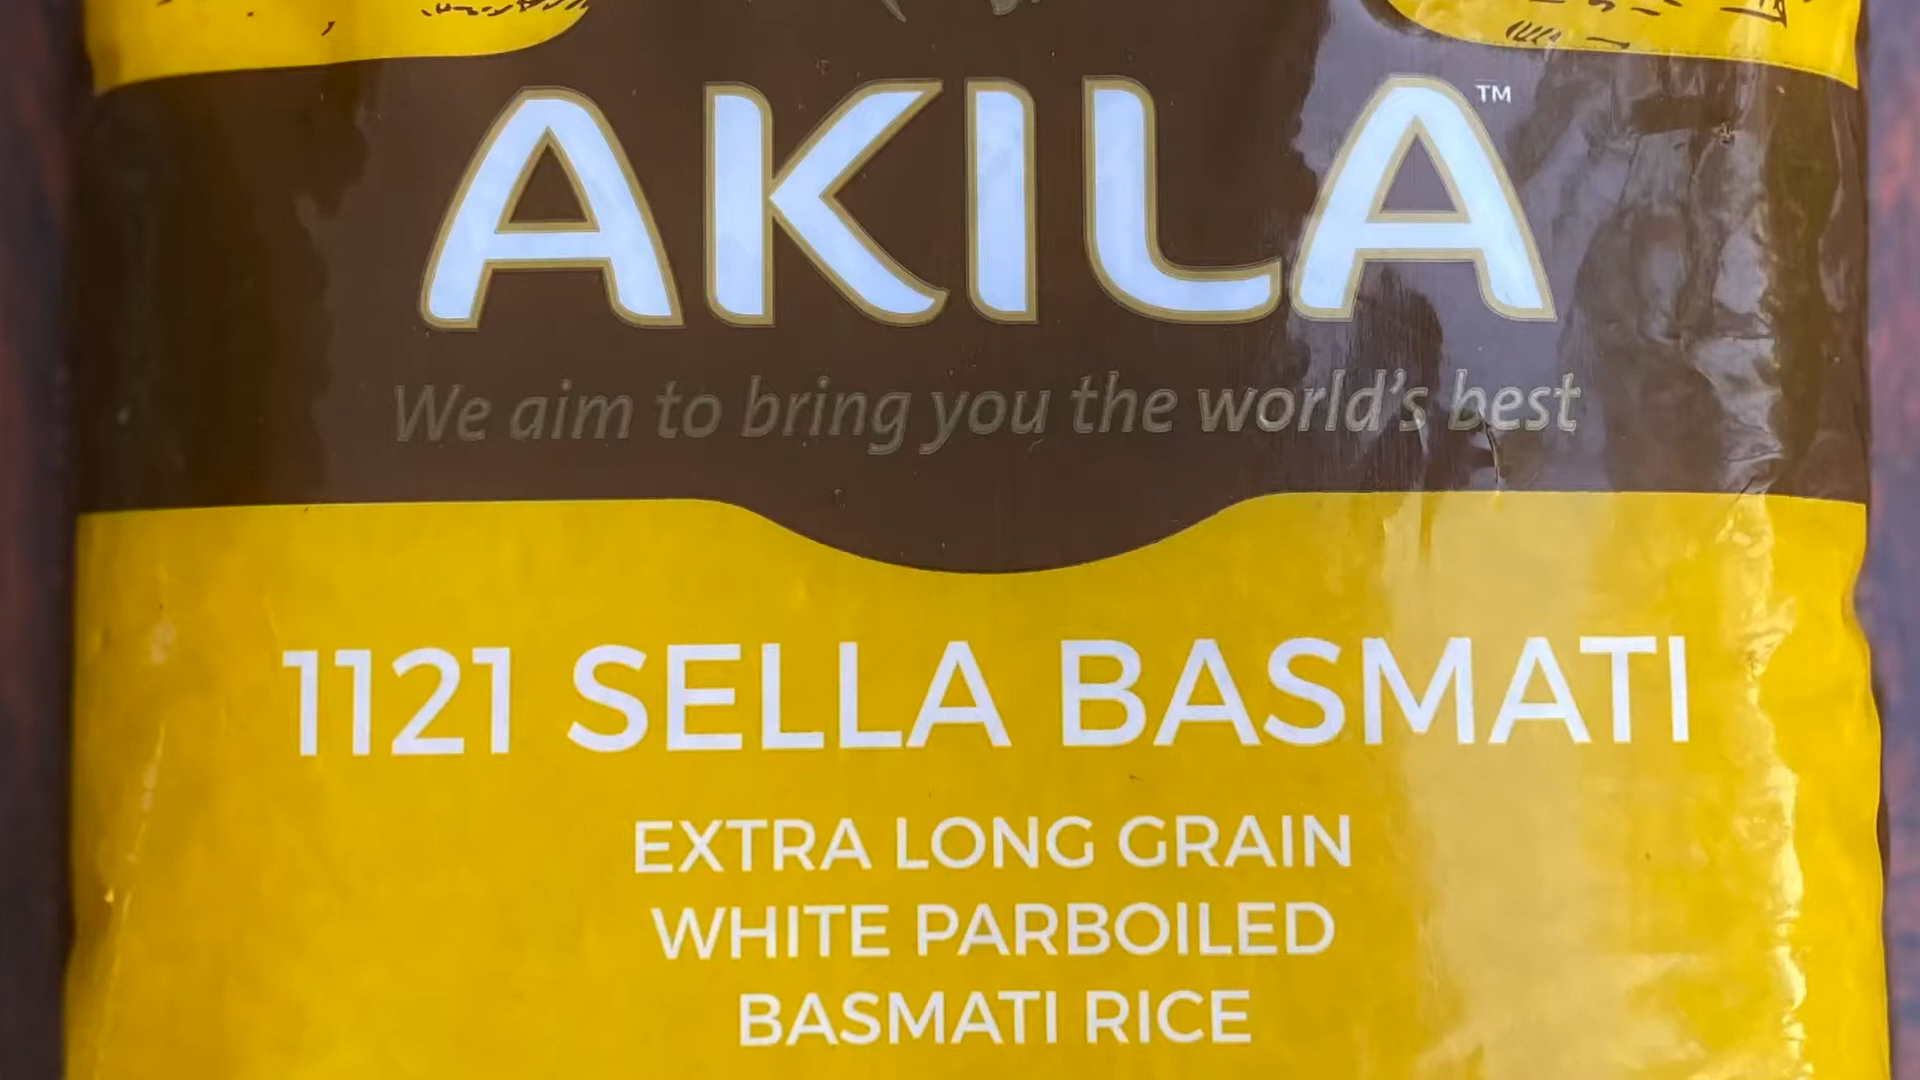 AKILA™
We aim to bring you the world's best
1121 SELLA BASMATI
EXTRA LONG GRAIN
WHITE PARBOILED
BASMATI RICE